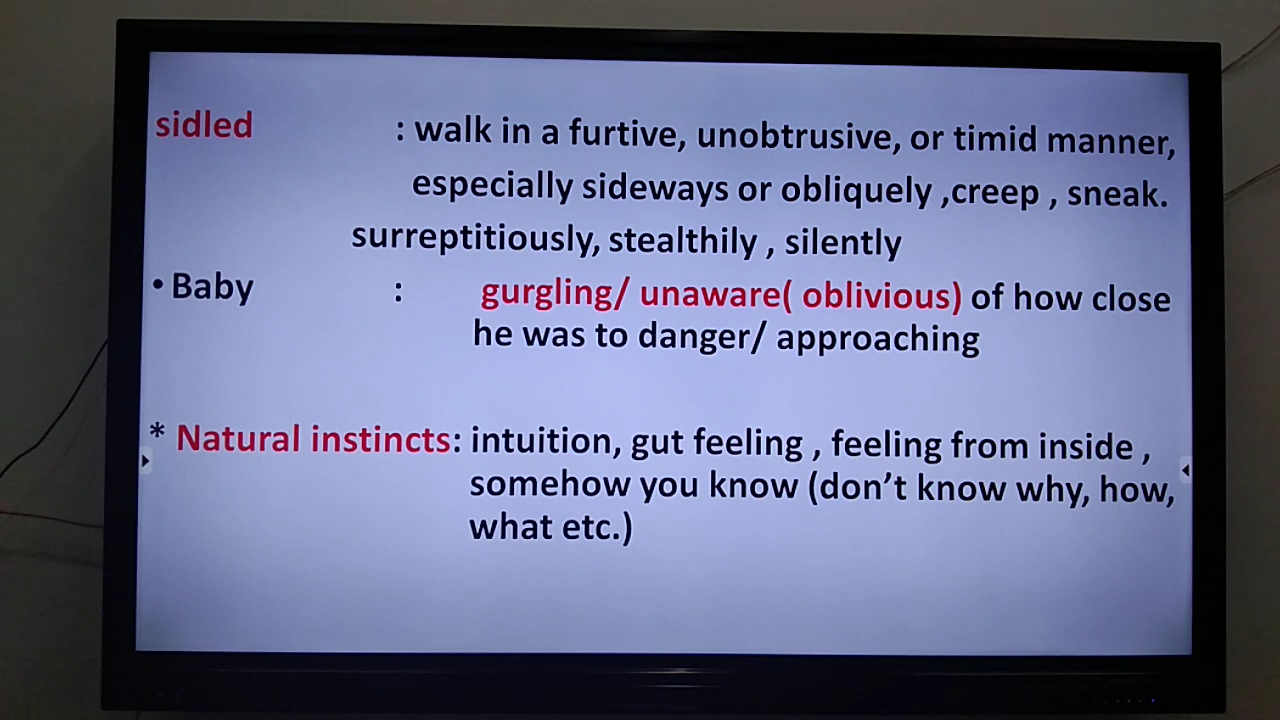 sidled : walk in a furtive, unobtrusive, or timid manner,
especially sideways or obliquely ,creep , sneak.
surreptitiously, stealthily , silently
• Baby : gurgling/ unaware( oblivious) of how close
he was to danger/ approaching
* Natural instincts: intuition, gut feeling , feeling from inside ,
somehow you know (don’t know why, how,
what etc.)